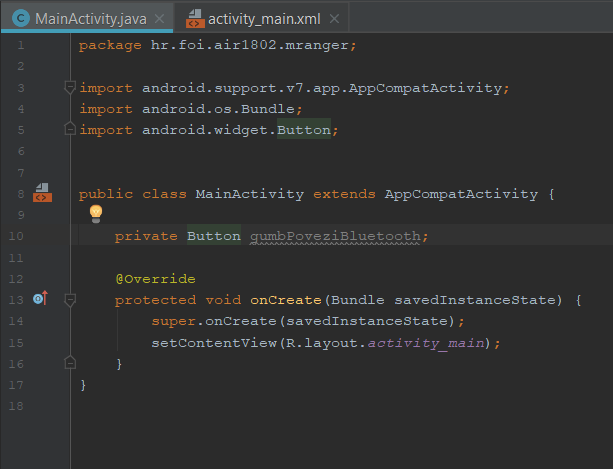 MainActivity.java
activity_main.xml
1 package hr.foi.air1802.mranger;
2
3 import android.support.v7.app.AppCompatActivity;
4 import android.os.Bundle;
5 import android.widget.Button;
6
7
8 public class MainActivity extends AppCompatActivity {
9
10 private Button gumbPoveziBluetooth;
11
12 @Override
13 protected void onCreate(Bundle savedInstanceState) {
14 super.onCreate(savedInstanceState);
15 setContentView(R.layout.activity_main);
16 }
17 }
18